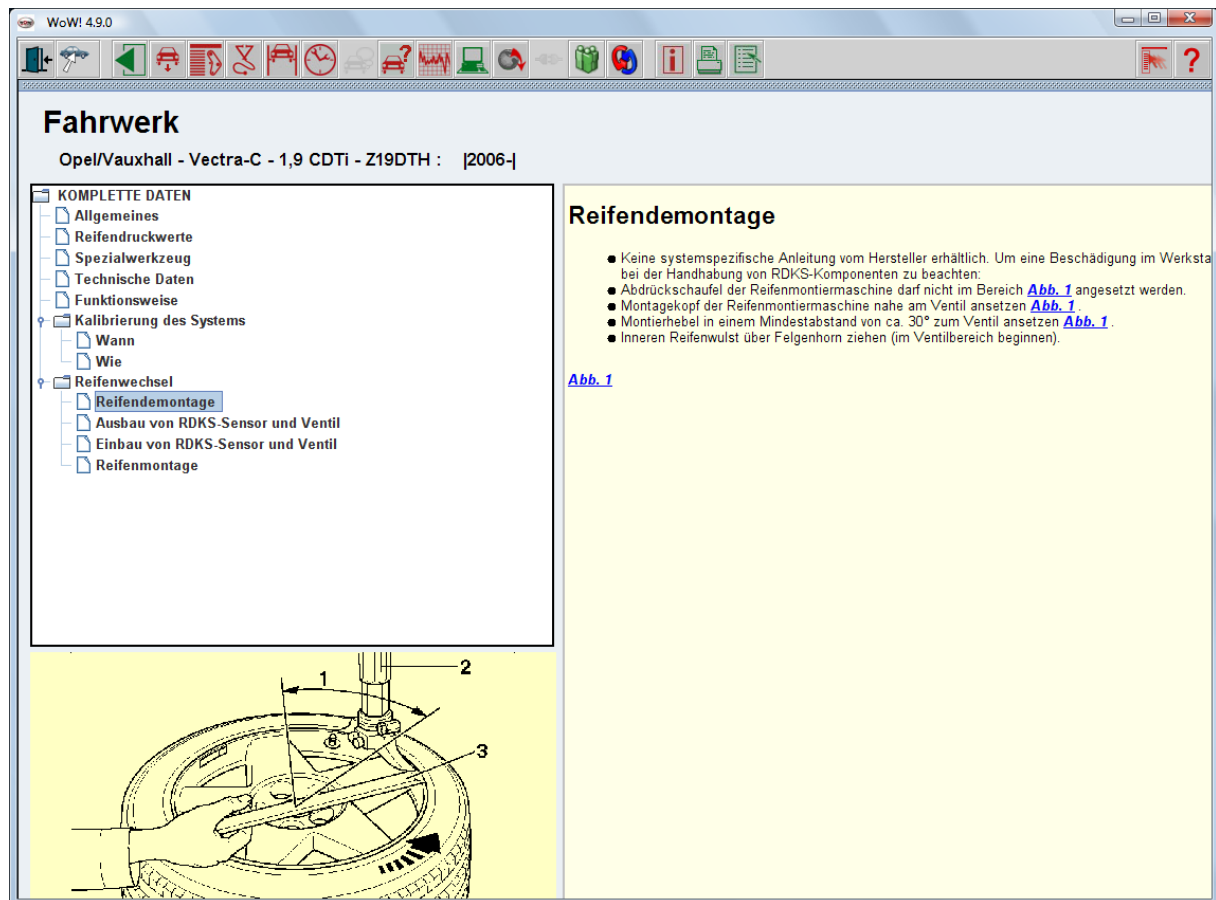 WoW! 4.9.0
Fahrwerk
Opel/Vauxhall - Vectra-C - 1,9 CDTi - Z19DTH : |2006-|
KOMPLETTE DATEN
Allgemeines
Reifendruckwerte
Spezialwerkzeug
Technische Daten
Funktionsweise
Kalibrierung des Systems
Wann
Wie
Reifenwechsel
Reifendemontage
Ausbau von RDKS-Sensor und Ventil
Einbau von RDKS-Sensor und Ventil
Reifenmontage
Reifendemontage
Keine systemspezifische Anleitung vom Hersteller erhältlich. Um eine Beschädigung im Werksta
bei der Handhabung von RDKS-Komponenten zu beachten:
Abdrückschaufel der Reifenmontiermaschine darf nicht im Bereich Abb. 1 angesetzt werden.
Montagekopf der Reifenmontiermaschine nahe am Ventil ansetzen Abb. 1 .
Montierhebel in einem Mindestabstand von ca. 30° zum Ventil ansetzen Abb. 1 .
Inneren Reifenwulst über Felgenhorn ziehen (im Ventilbereich beginnen).
Abb. 1
1
2
3